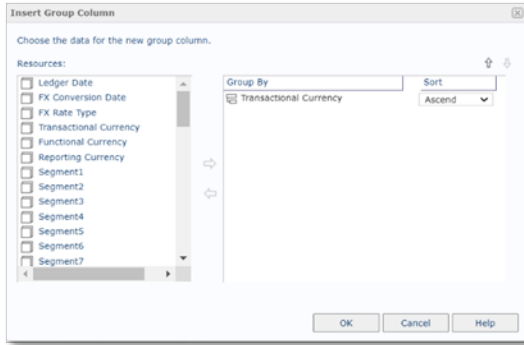 Insert Group Column
Choose the data for the new group column.
Resources:
Ledger Date
FX Conversion Date
FX Rate Type
Transactional Currency
Functional Currency
Reporting Currency
Segment1
Segment2
Segment3
Segment4
Segment5
Segment6
Segment7
Group By Sort
Transactional Currency Ascend
OK Cancel Help